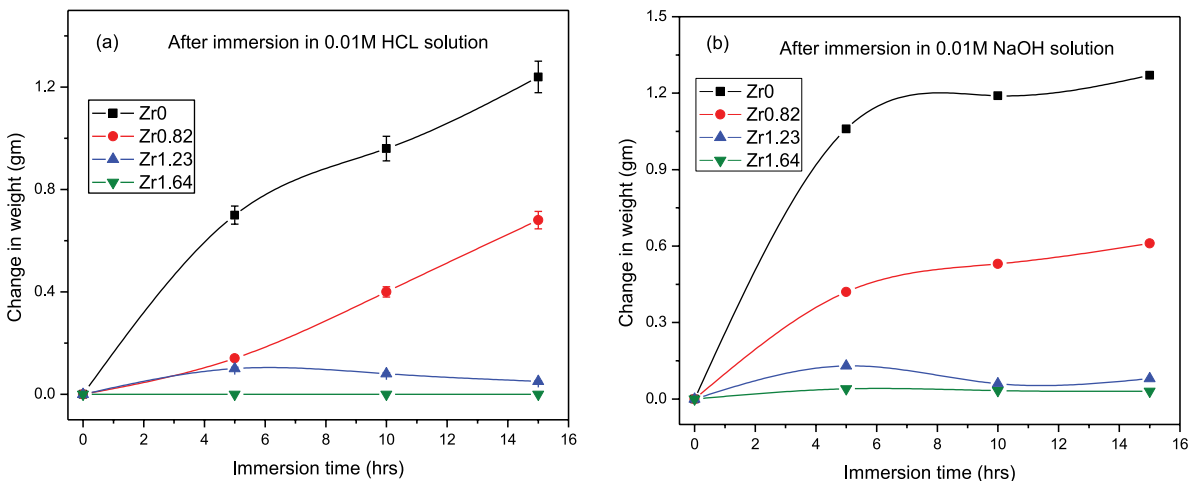 (a)
After immersion in 0.01M HCL solution
Zr0
Zr0.82
Zr1.23
Zr1.64
Change in weight (gm)
1.2
0.8
0.4
0.0
0 2 4 6 8 10 12 14 16
Immersion time (hrs)
(b)
After immersion in 0.01M NaOH solution
Zr0
Zr0.82
Zr1.23
Zr1.64
Change in weight (gm)
1.5
1.2
0.9
0.6
0.3
0.0
0 2 4 6 8 10 12 14 16
Immersion time (hrs)